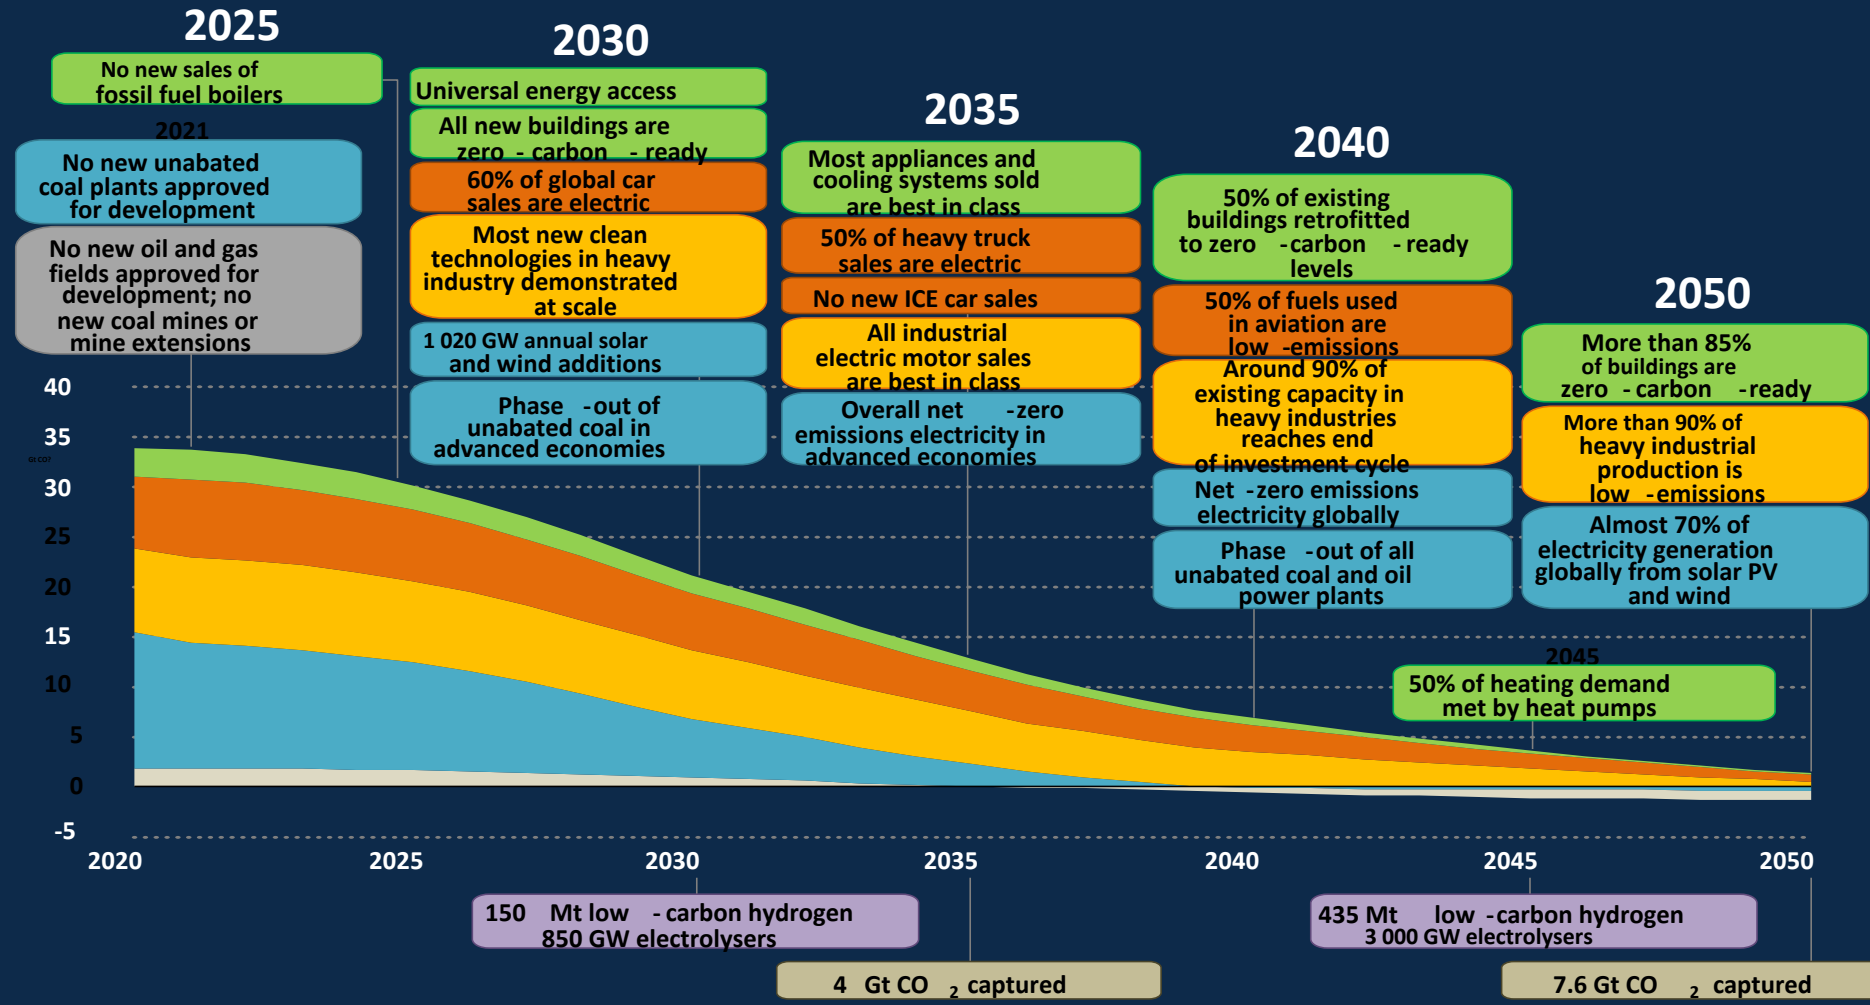 2025
No new sales of
fossil fuel boilers
2021
No new unabated
coal plants approved
for development
No new oil and gas
fields approved for
development; no
new coal mines or
mine extensions
2030
Universal energy access
All new buildings are
zero - carbon - ready
60% of global car
sales are electric
Most new clean
technologies in heavy
industry demonstrated
at scale
1 020 GW annual solar
and wind additions
Phase -out of
unabated coal in
advanced economies
2035
Most appliances and
cooling systems sold
are best in class
50% of heavy truck
sales are electric
No new ICE car sales
All industrial
electric motor sales
are best in class
Overall net -zero
emissions electricity in
advanced economies
2040
50% of existing
buildings retrofitted
to zero -carbon - ready
levels
50% of fuels used
in aviation are
low -emissions
Around 90% of
existing capacity in
heavy industries
reaches end
of investment cycle
Net -zero emissions
electricity globally
Phase -out of all
unabated coal and oil
power plants
2050
More than 85%
of buildings are
zero - carbon -ready
More than 90% of
heavy industrial
production is
low -emissions
Almost 70% of
electricity generation
globally from solar PV
and wind
2045
50% of heating demand
met by heat pumps
40
35
Gt CO?
30
25
20
15
10
5
0
-5
2020
2025
2030
2035
2040
2045
2050
150 Mt low -carbon hydrogen
850 GW electrolysers
435 Mt low -carbon hydrogen
3 000 GW electrolysers
4 Gt CO 2 captured
7.6 Gt CO 2 captured